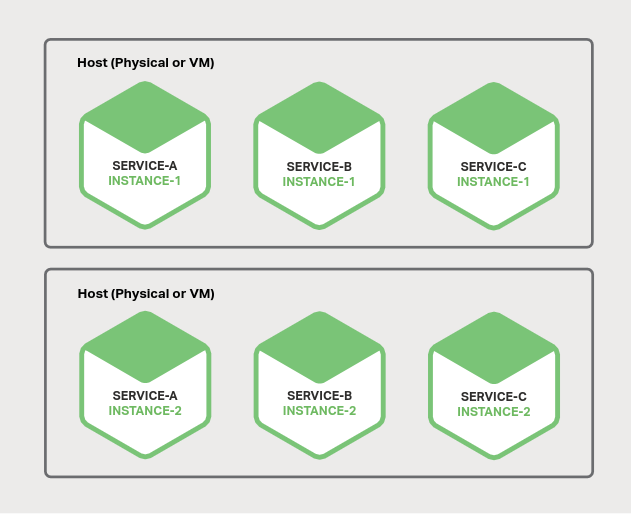 Host (Physical or VM)
SERVICE-A
INSTANCE-1
SERVICE-B
INSTANCE-1
SERVICE-C
INSTANCE-1
Host (Physical or VM)
SERVICE-A
INSTANCE-2
SERVICE-B
INSTANCE-2
SERVICE-C
INSTANCE-2